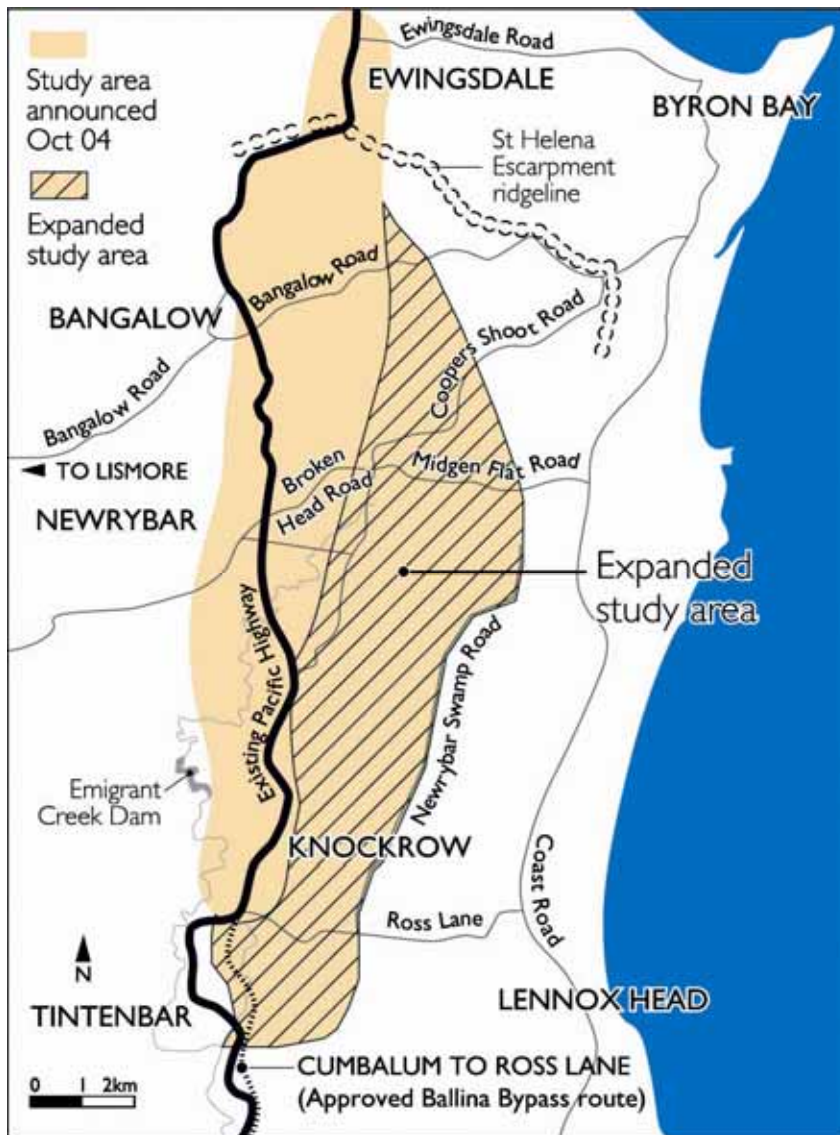 Study area
announced
Oct 04
Expanded
study area
Ewingsdale Road
EWINGSDALE
BYRON BAY
St Helena
Escarpment
ridgeline
Bangalow Road
BANGALOW
Coopers Shoot Road
Bangalow Road
TO LISMORE
Broken
Head Road
Midgen Flat Road
NEWRYBAR
Expanded
study area
Existing Pacific Highway
Newrybar Swamp Road
Emigrant
Creek Dam
KNOCKROW
Coast Road
Ross Lane
N
TINTENBAR
LENNOX HEAD
0 1 2km
CUMBALUM TO ROSS LANE
(Approved Ballina Bypass route)